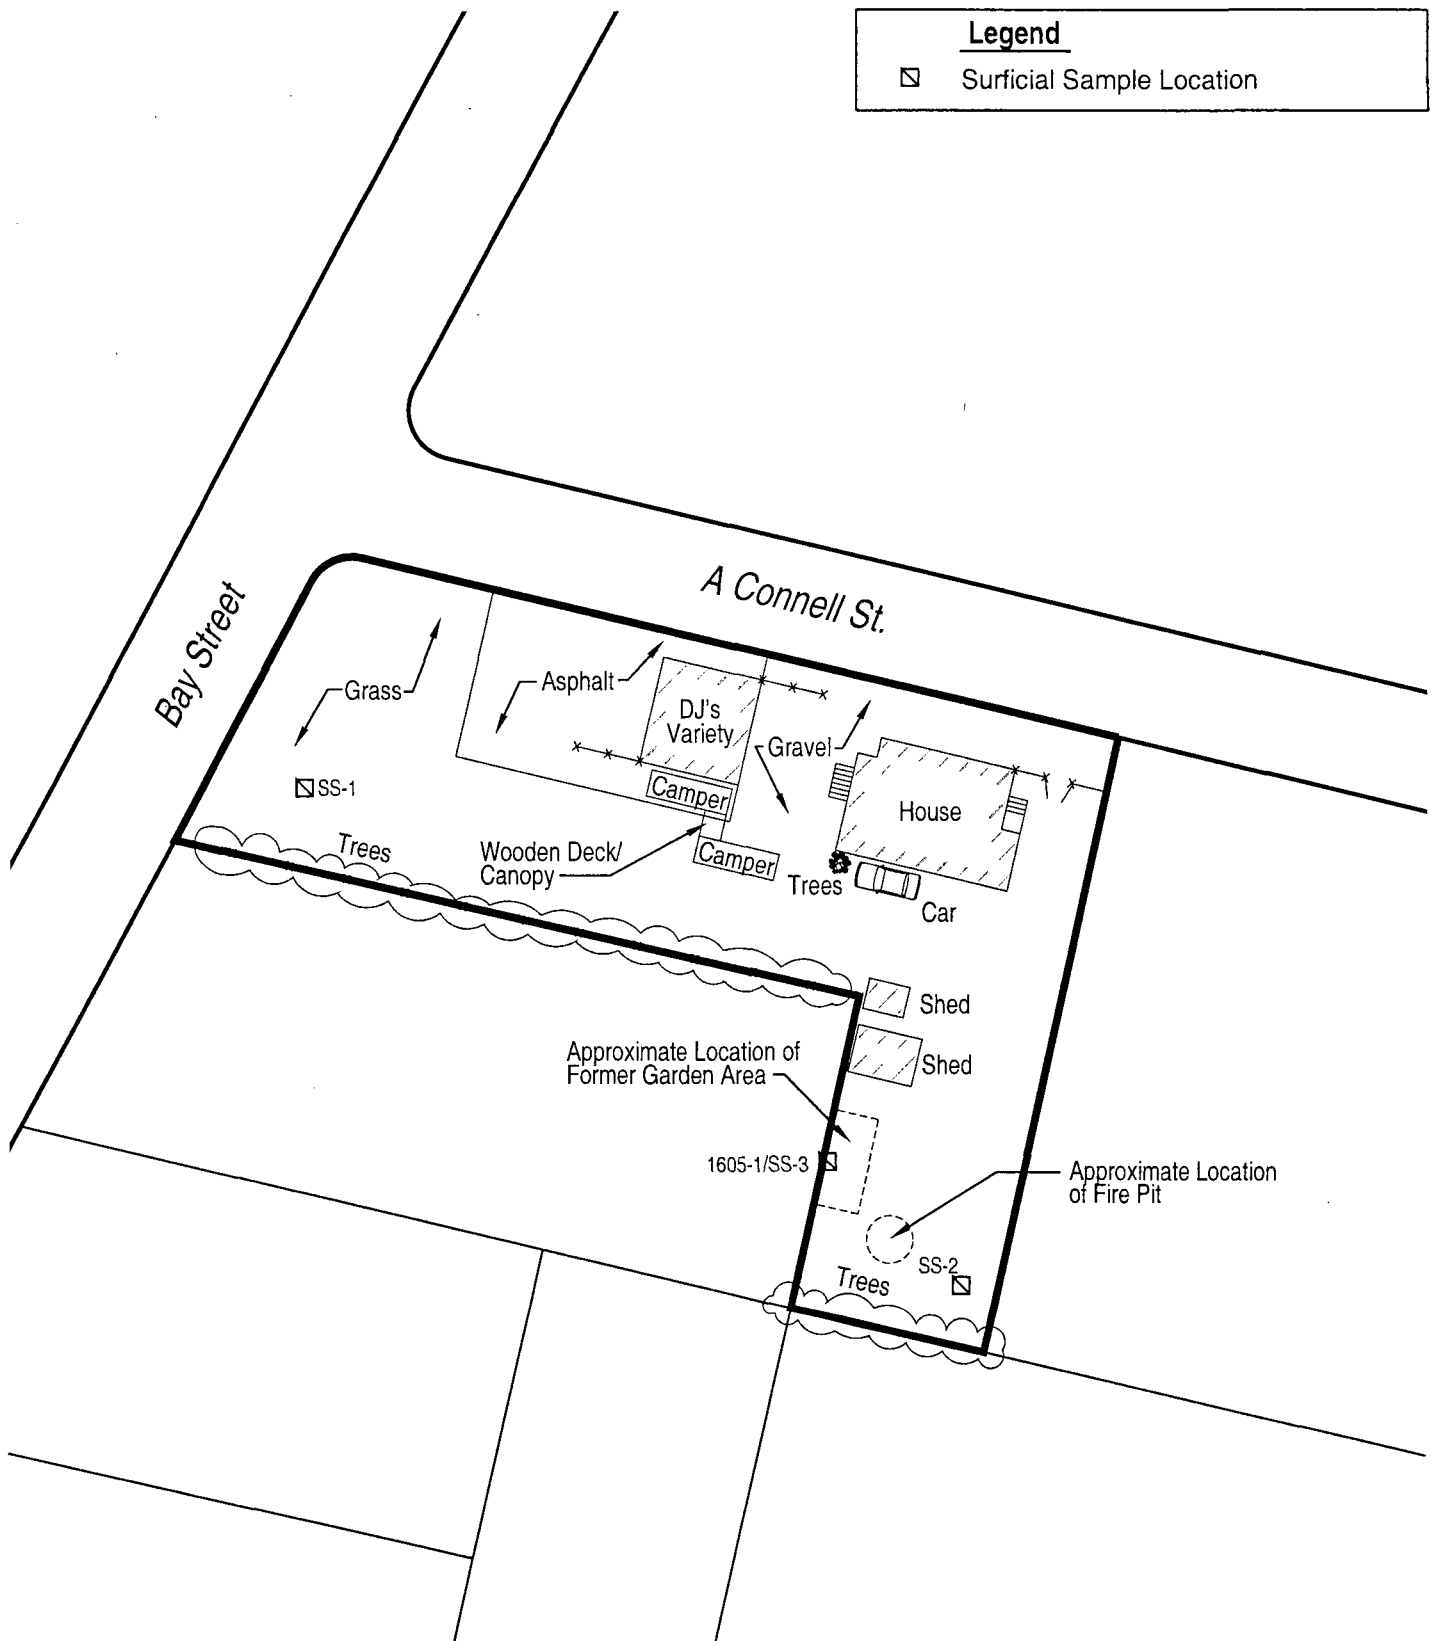 Legend
Surficial Sample Location
A Connell St.
Bay Street
Grass
Asphalt
DJ's
Variety
Gravel
House
SS-1
Camper
Trees
Wooden Deck/
Canopy
Camper
Trees
Car
Shed
Approximate Location of
Former Garden Area
Shed
1605-1/SS-3
Approximate Location
of Fire Pit
SS-2
Trees